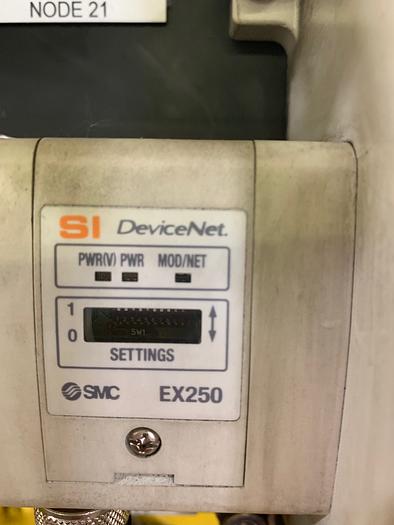 NODE 21
SI DeviceNet.
PWR(V) PWR MOD/NET
1
SW1
0
SETTINGS
SMC EX250